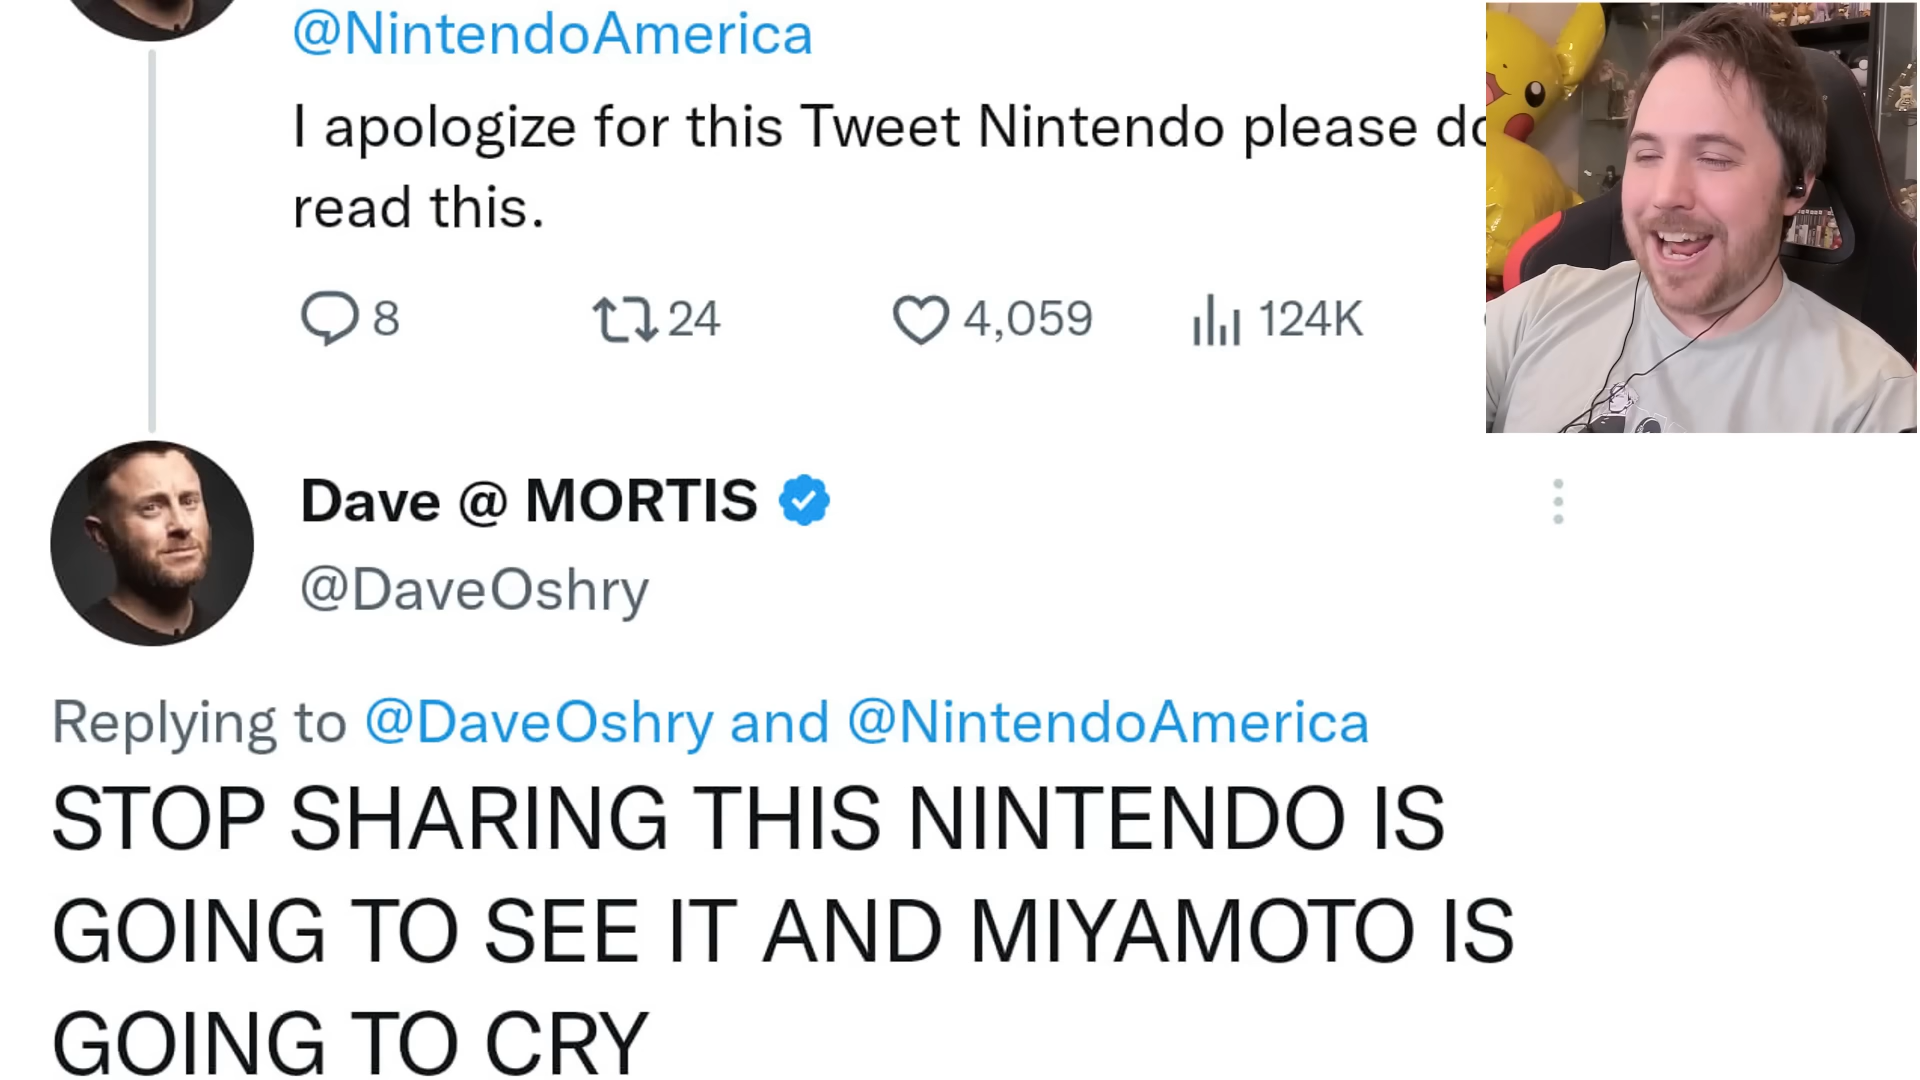 @NintendoAmerica
I apologize for this Tweet Nintendo please
read this.
8 24 4,059 124K
Dave @ MORTIS
@DaveOshry
Replying to @DaveOshry and @NintendoAmerica
STOP SHARING THIS NINTENDO IS
GOING TO SEE IT AND MIYAMOTO IS
GOING TO CRY